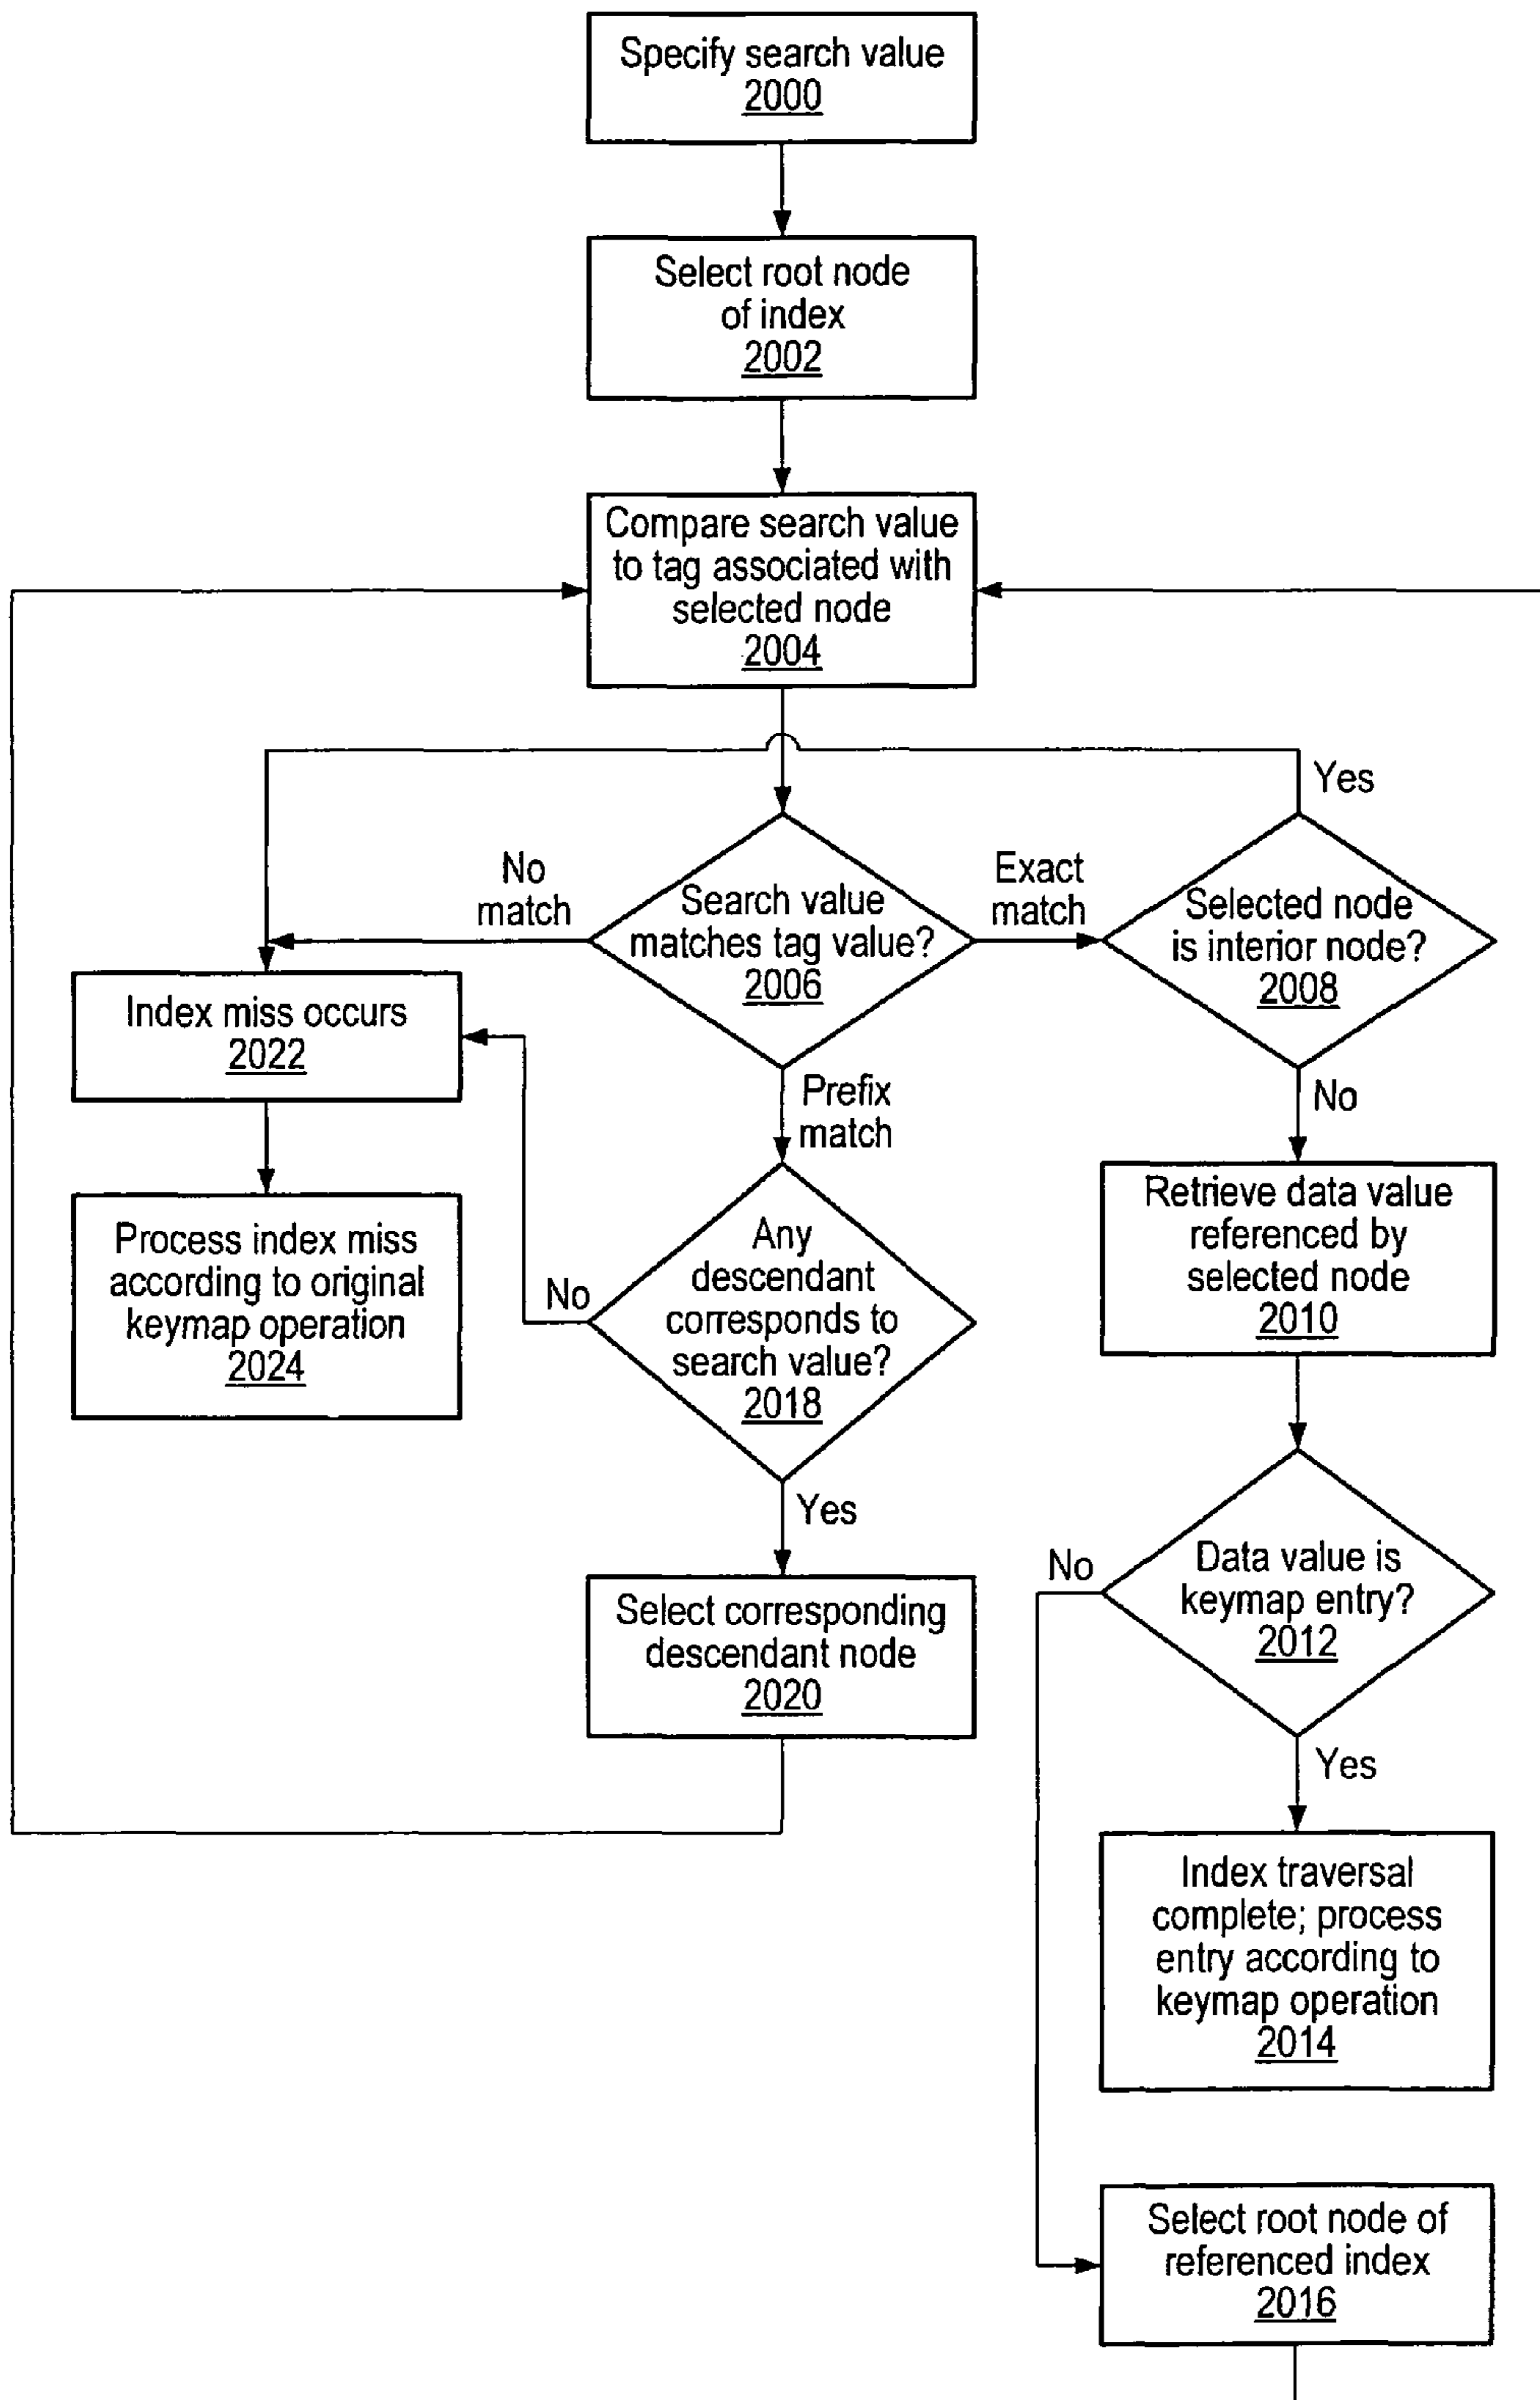 Specify search value
2000
Select root node
of index
2002
Compare search value
to tag associated with
selected node
2004
Yes
No
match
Search value
matches tag value?
2006
Exact
match
Selected node
is interior node?
2008
Index miss occurs
2022
Prefix
match
No
Process index miss
according to original
keymap operation
2024
No
Any
descendant
corresponds to
search value?
2018
Retrieve data value
referenced by
selected node
2010
Yes
Select corresponding
descendant node
2020
No
Data value is
keymap entry?
2012
Yes
Index traversal
complete; process
entry according to
keymap operation
2014
Select root node of
referenced index
2016